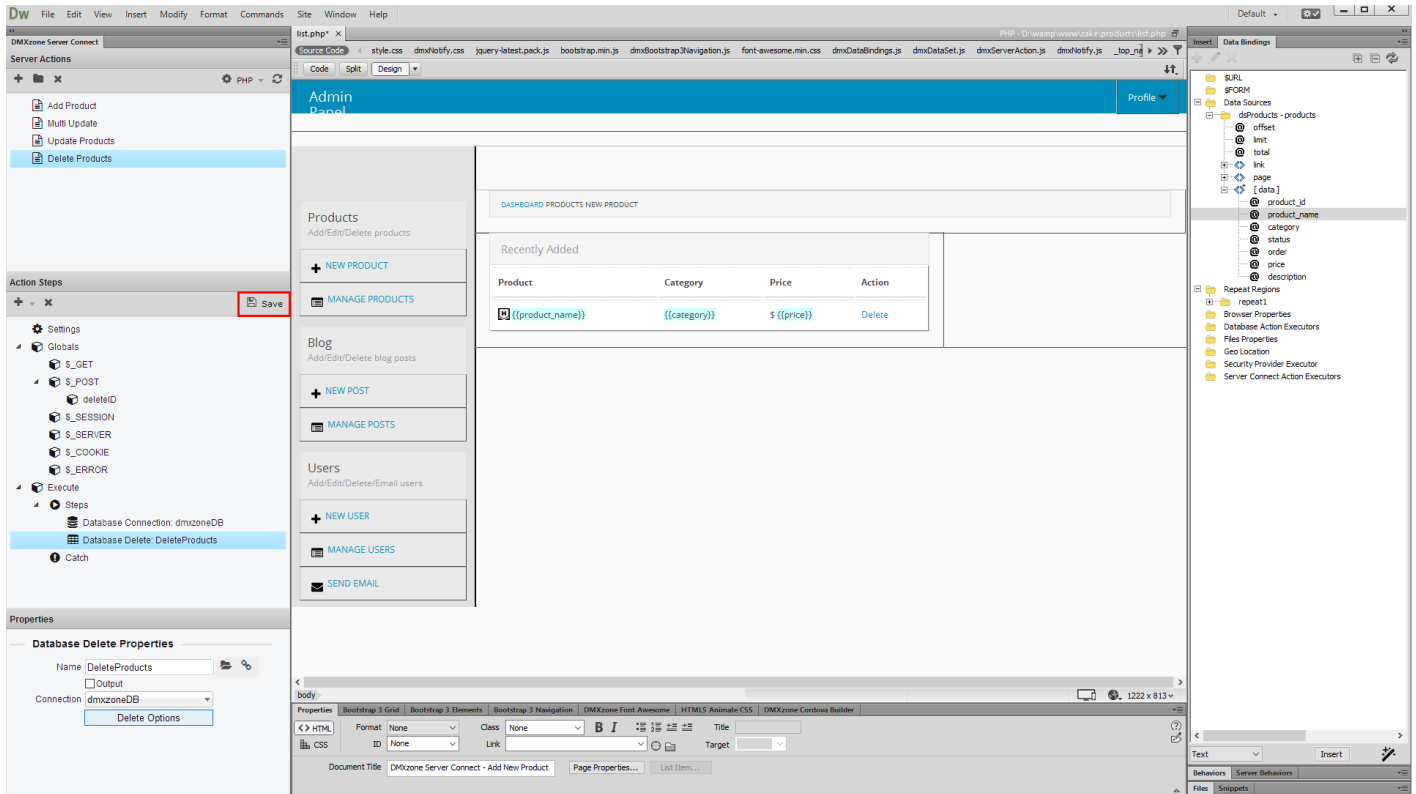 Dw File Edit View Insert Modify Format Commands Site Window Help
Default
DMXzone Server Connect
Server Actions
PHP
Add Product
Multi Update
Update Products
Delete Products
Action Steps
Save
Settings
Globals
$_GET
$_POST
deleteID
$_SESSION
$_SERVER
$_COOKIE
$_ERROR
Execute
Steps
Database Connection: dmxzoneDB
Database Delete: DeleteProducts
Catch
Properties
Database Delete Properties
Name DeleteProducts
Output
Connection dmxzoneDB
Delete Options
list.php* x
PHP - D:\wamp\www\cake\products\list.php
Source Code style.css dmxNotify.css jquery-latest.pack.js bootstrap.min.js dmxBootstrap3Navigation.js font-awesome.min.css dmxDataBindings.js dmxDataSet.js dmxServerAction.js dmxNotify.js
Code Split Design
Admin
Panel
Profile
Products
Add/Edit/Delete products
NEW PRODUCT
MANAGE PRODUCTS
Blog
Add/Edit/Delete blog posts
NEW POST
MANAGE POSTS
Users
Add/Edit/Delete/Email users
NEW USER
MANAGE USERS
SEND EMAIL
DASHBOARD PRODUCTS NEW PRODUCT
Recently Added
Product Category Price Action
{{product_name}} {{category}} $ {{price}} Delete
body
1222 x 813
Properties Bootstrap 3 Grid Bootstrap 3 Elements Bootstrap 3 Navigation DMXzone Font Awesome HTML5 Animate CSS DMXzone Cordova Builder
<> HTML Format None Class None B I Title
CSS ID None Link Target
Document Title DMXzone Server Connect - Add New Product Page Properties... List Item...
Insert Data Bindings
$URL
$FORM
Data Sources
dsProducts - products
offset
limit
total
link
page
[ data ]
product_id
product_name
category
status
order
price
description
Repeat Regions
repeat1
Browser Properties
Database Action Executors
Files Properties
Geo Location
Security Provider Executor
Server Connect Action Executors
Text Insert
Behaviors Server Behaviors
Files Snippets